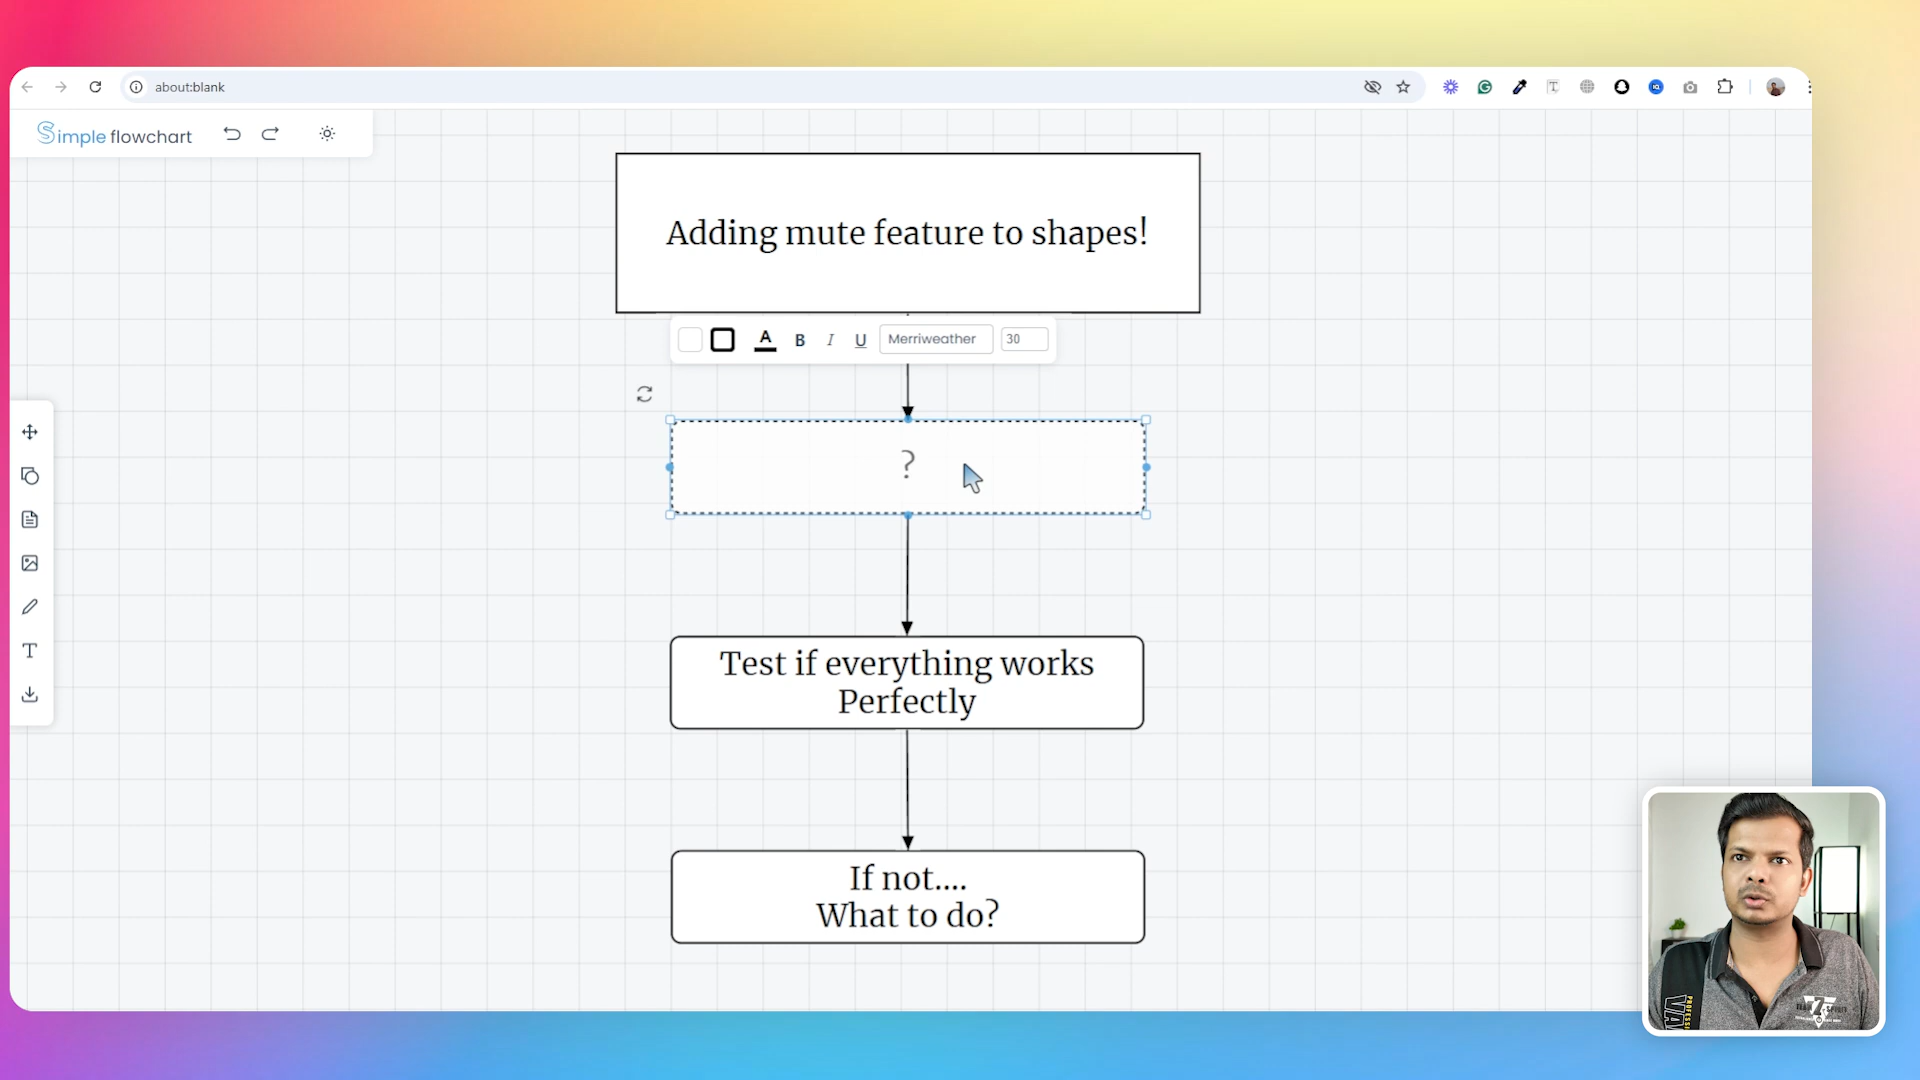 about:blank
Simple flowchart
Adding mute feature to shapes!
A B I U Merriweather 30
?
T
Test if everything works
Perfectly
If not....
What to do?